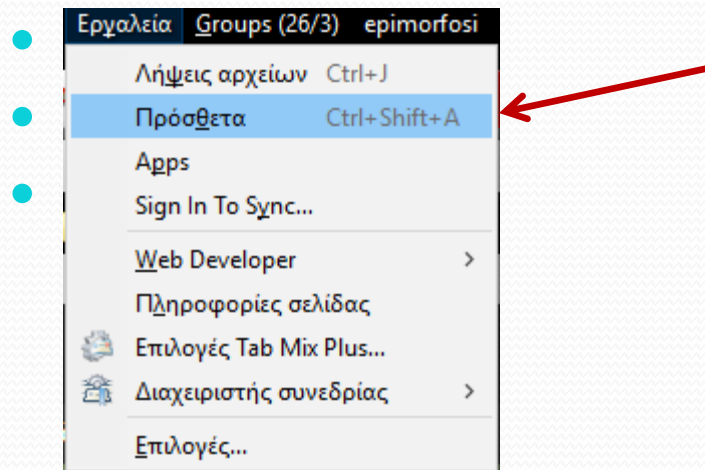 Εργαλεία Groups (26/3) epimorfosi
Λήψεις αρχείων Ctrl+J
Πρόσθετα Ctrl+Shift+A
Apps
Sign In To Sync...
Web Developer
Πληροφορίες σελίδας
Επιλογές Tab Mix Plus...
Διαχειριστής συνεδρίας
Επιλογές...